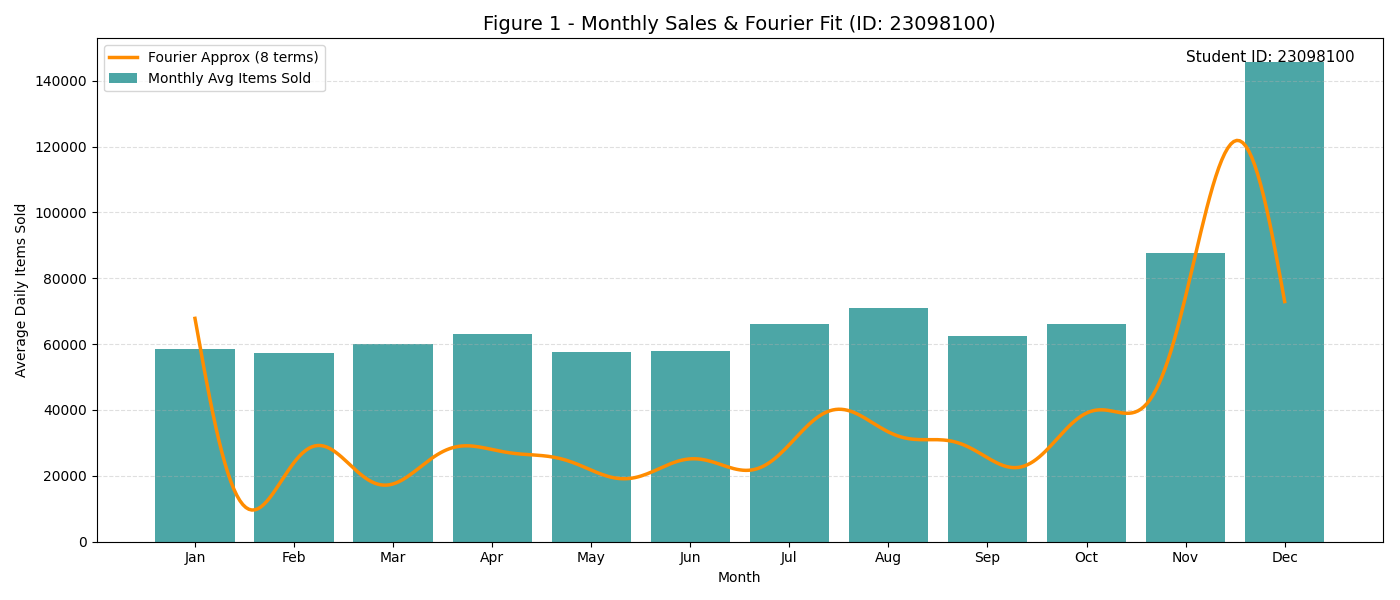 Figure 1 - Monthly Sales & Fourier Fit (ID: 23098100)
Fourier Approx (8 terms)
Monthly Avg Items Sold
Student ID: 23098100
Average Daily Items Sold
140000
120000
100000
80000
60000
40000
20000
0
Jan Feb Mar Apr May Jun Jul Aug Sep Oct Nov Dec
Month